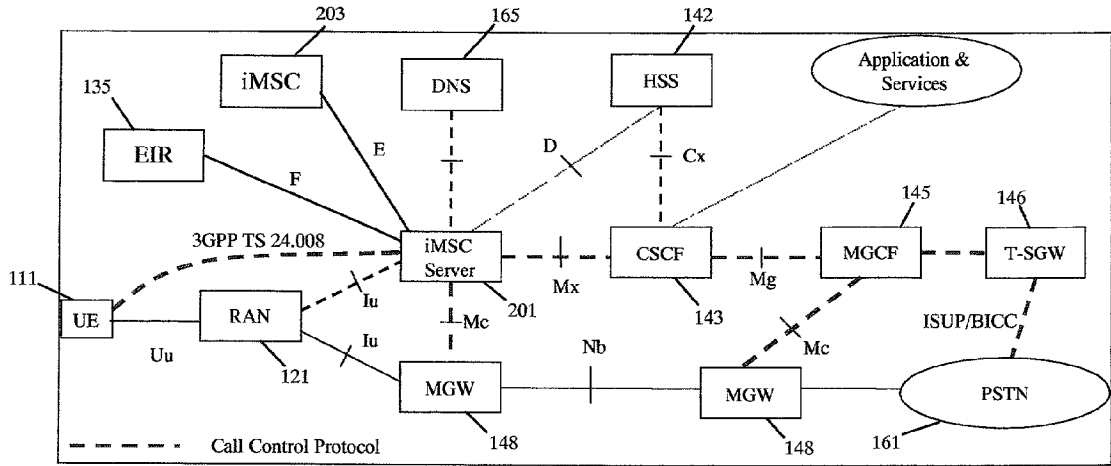 203
165
142
iMSC
DNS
HSS
Application &
Services
135
EIR
E
D
Cx
F
145
146
3GPP TS 24.008
iMSC
Server
CSCF
MGCF
T-SGW
111
Mx
Mg
Iu
201
143
UE
RAN
Mc
ISUP/BICC
Uu
Iu
Nb
Mc
121
MGW
MGW
PSTN
Call Control Protocol
148
148
161